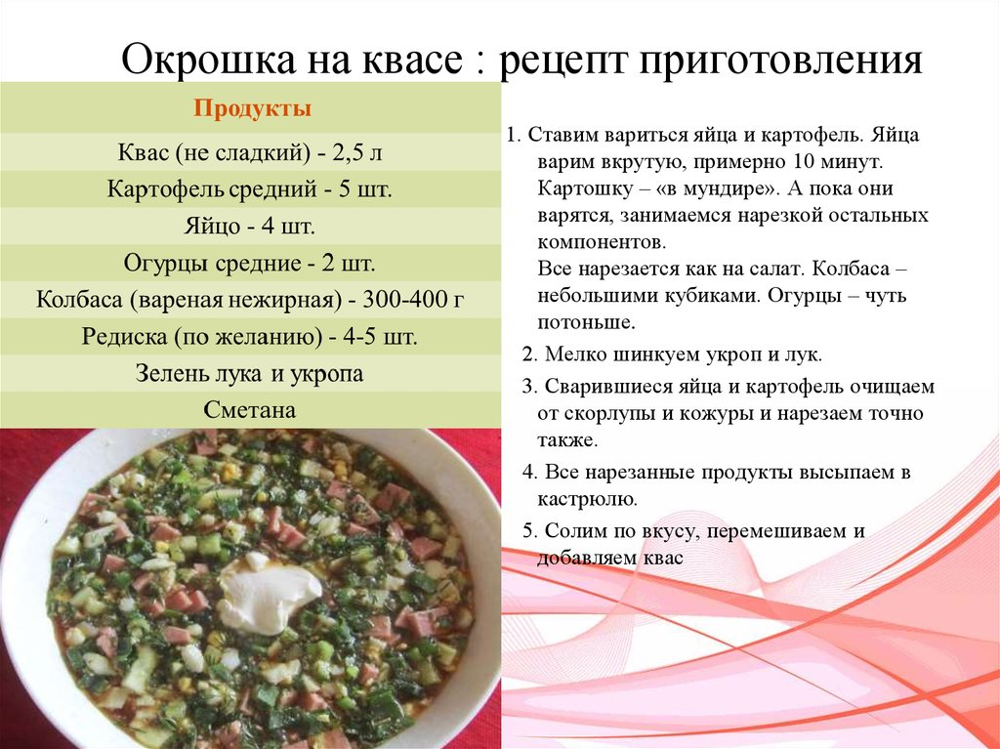 Окрошка на квасе : рецепт приготовления
Продукты
Квас (не сладкий) - 2,5 л
Картофель средний - 5 шт.
Яйцо - 4 шт.
Огурцы средние - 2 шт.
Колбаса (вареная нежирная) - 300-400 г
Редиска (по желанию) - 4-5 шт.
Зелень лука и укропа
Сметана
1. Ставим вариться яйца и картофель. Яйца
варим вкрутую, примерно 10 минут.
Картошку – «в мундире». А пока они
варятся, занимаемся нарезкой остальных
компонентов.
Все нарезается как на салат. Колбаса –
небольшими кубиками. Огурцы – чуть
потоньше.
2. Мелко шинкуем укроп и лук.
3. Сварившиеся яйца и картофель очищаем
от скорлупы и кожуры и нарезаем точно
также.
4. Все нарезанные продукты высыпаем в
кастрюлю.
5. Солим по вкусу, перемешиваем и
добавляем квас